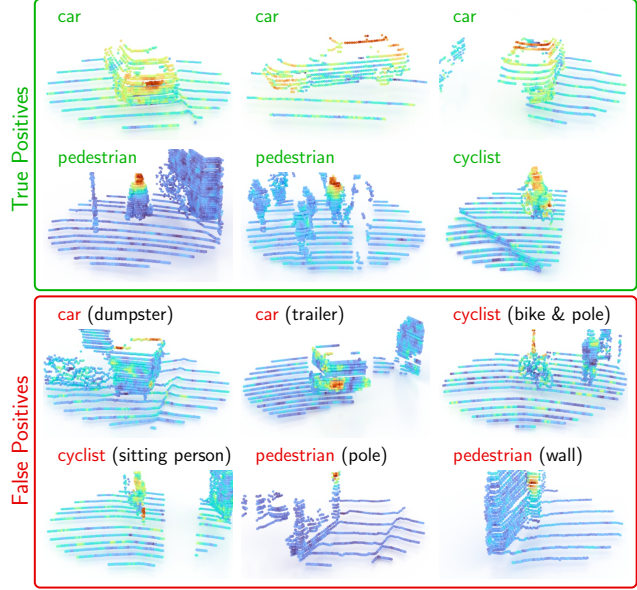 True Positives
car
car
car
pedestrian
pedestrian
cyclist
False Positives
car (dumpster)
car (trailer)
cyclist (bike & pole)
cyclist (sitting person)
pedestrian (pole)
pedestrian (wall)